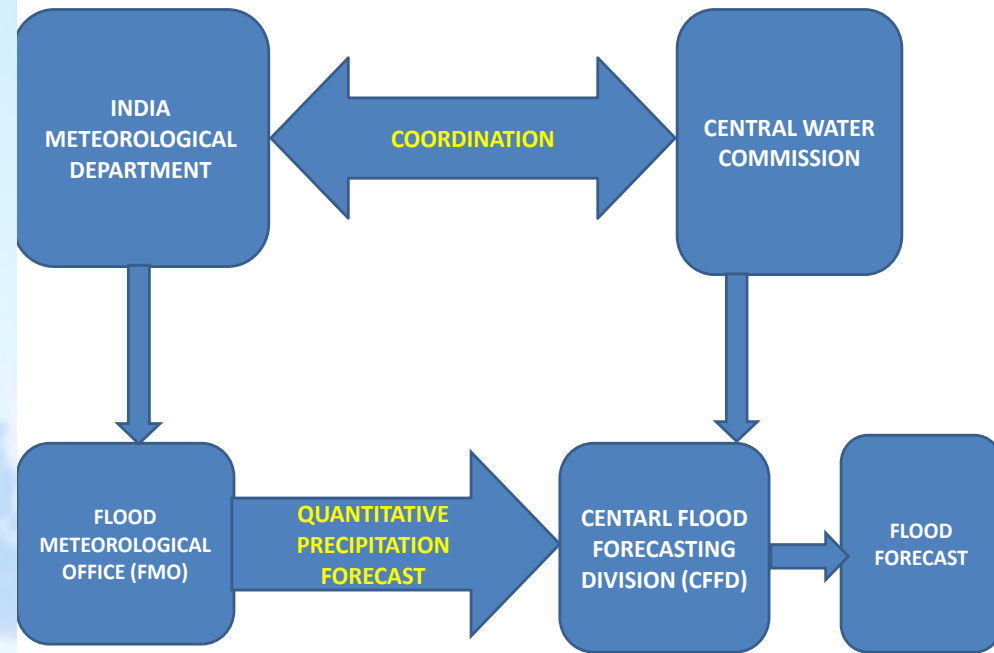 INDIA
METEOROLOGICAL
DEPARTMENT
COORDINATION
CENTRAL WATER
COMMISSION
FLOOD
METEOROLOGICAL
OFFICE (FMO)
QUANTITATIVE
PRECIPITATION
FORECAST
CENTARL FLOOD
FORECASTING
DIVISION (CFFD)
FLOOD
FORECAST